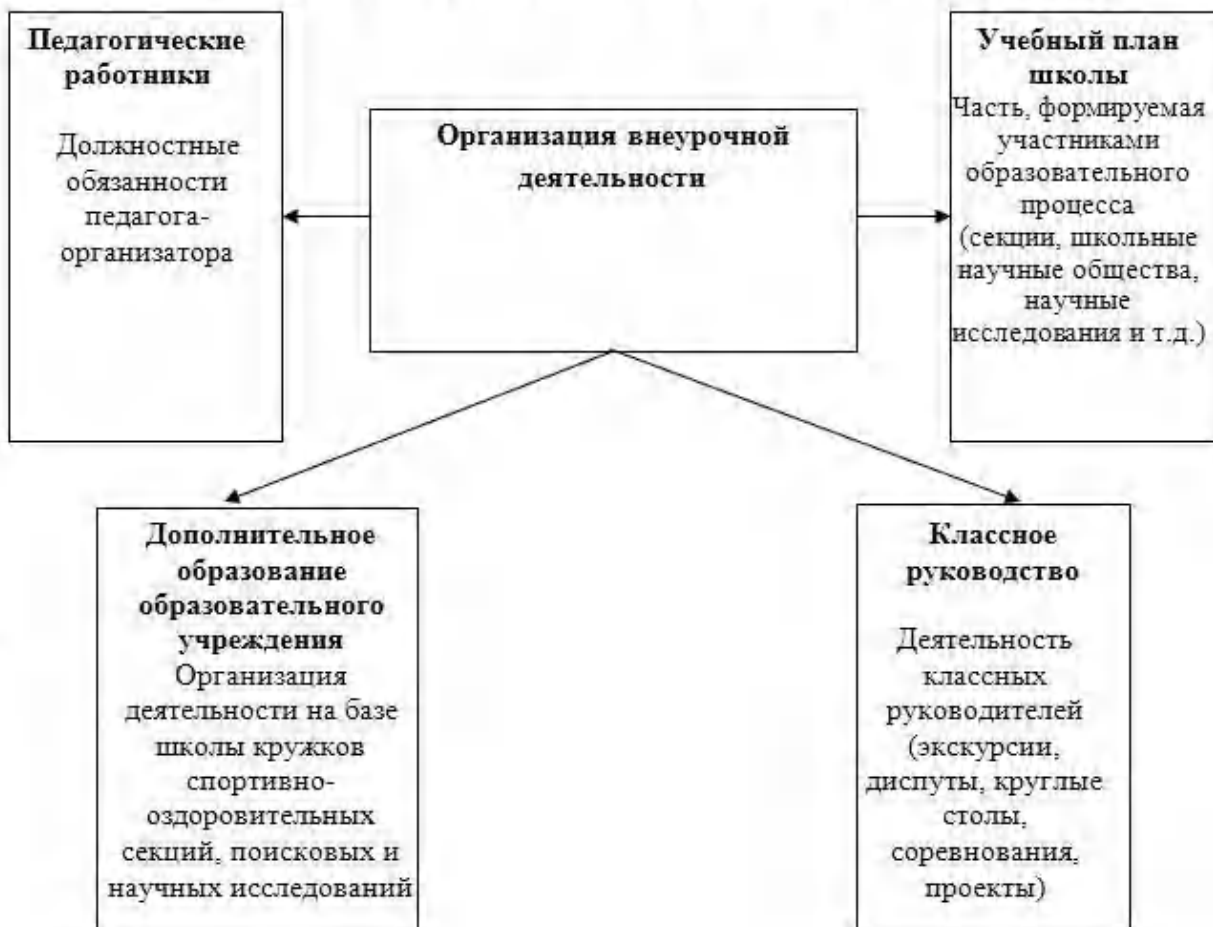 Педагогические
работники
Должностные
обязанности
педагога-
организатора
Организация внеурочной
деятельности
Учебный план
школы
Часть, формируемая
участниками
образовательного
процесса
(секции, школьные
научные общества,
научные
исследования и т.д.)
Дополнительное
образование
образовательного
учреждения
Организация
деятельности на базе
школы кружков
спортивно-
оздоровительных
секций, поисковых и
научных исследований
Классное
руководство
Деятельность
классных
руководителей
(экскурсии,
диспуты, круглые
столы,
соревнования,
проекты)